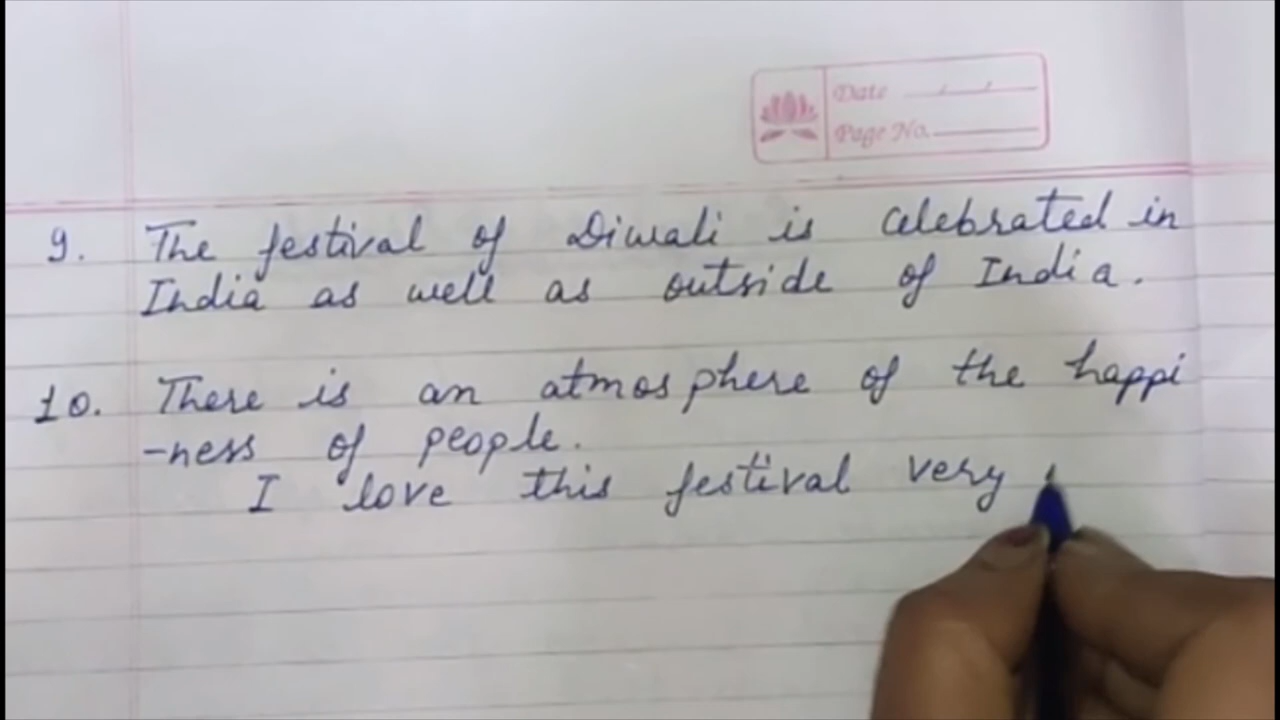 Date
Page No.
9. The festival of Diwali is celebrated in
India as well as outside of India.
10. There is an atmosphere of the happi
-ness of people.
I love this festival very